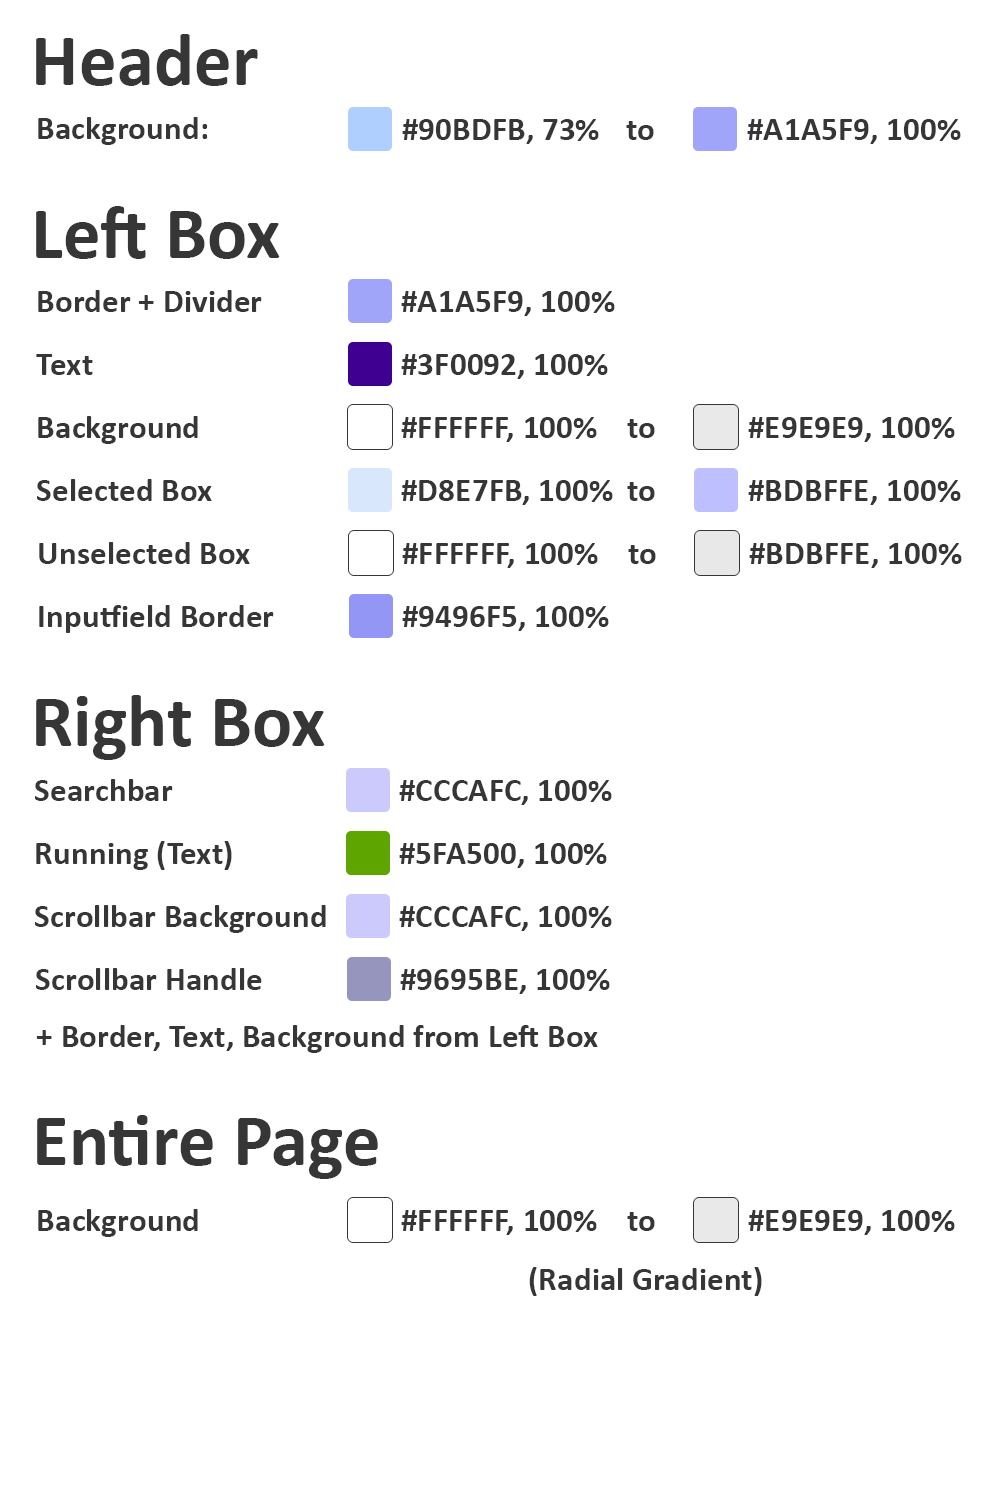 Header
Background: #90BDFB, 73% to #A1A5F9, 100%
Left Box
Border + Divider #A1A5F9, 100%
Text #3F0092, 100%
Background #FFFFFF, 100% to #E9E9E9, 100%
Selected Box #D8E7FB, 100% to #BDBFFE, 100%
Unselected Box #FFFFFF, 100% to #BDBFFE, 100%
Inputfield Border #9496F5, 100%
Right Box
Searchbar #CCCAFC, 100%
Running (Text) #5FA500, 100%
Scrollbar Background #CCCAFC, 100%
Scrollbar Handle #9695BE, 100%
+ Border, Text, Background from Left Box
Entire Page
Background #FFFFFF, 100% to #E9E9E9, 100%
(Radial Gradient)